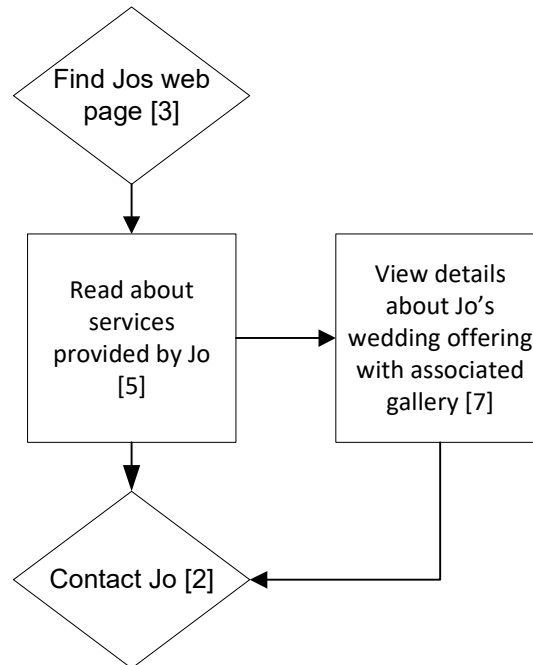 Find Jos web
page [3]
Read about
services
provided by Jo
[5]
View details
about Jo’s
wedding offering
with associated
gallery [7]
Contact Jo [2]